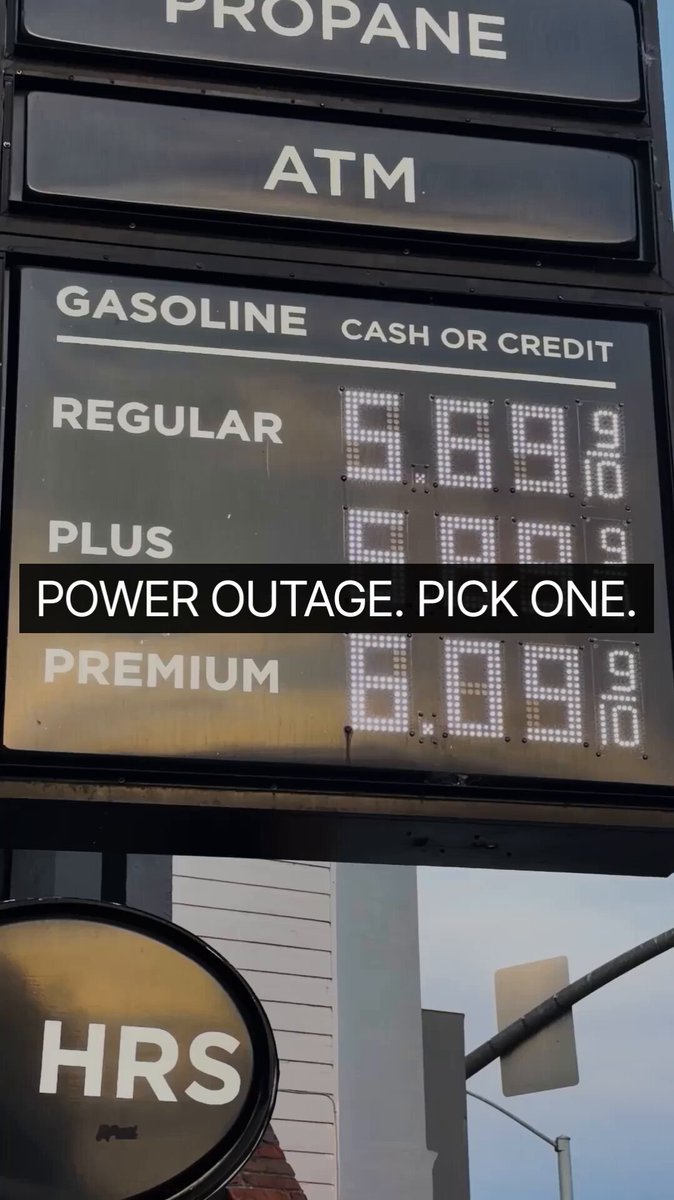 PROPANE
ATM
GASOLINE CASH OR CREDIT
REGULAR 5.69 9/10
PLUS
POWER OUTAGE. PICK ONE.
PREMIUM 6.09 9/10
HRS